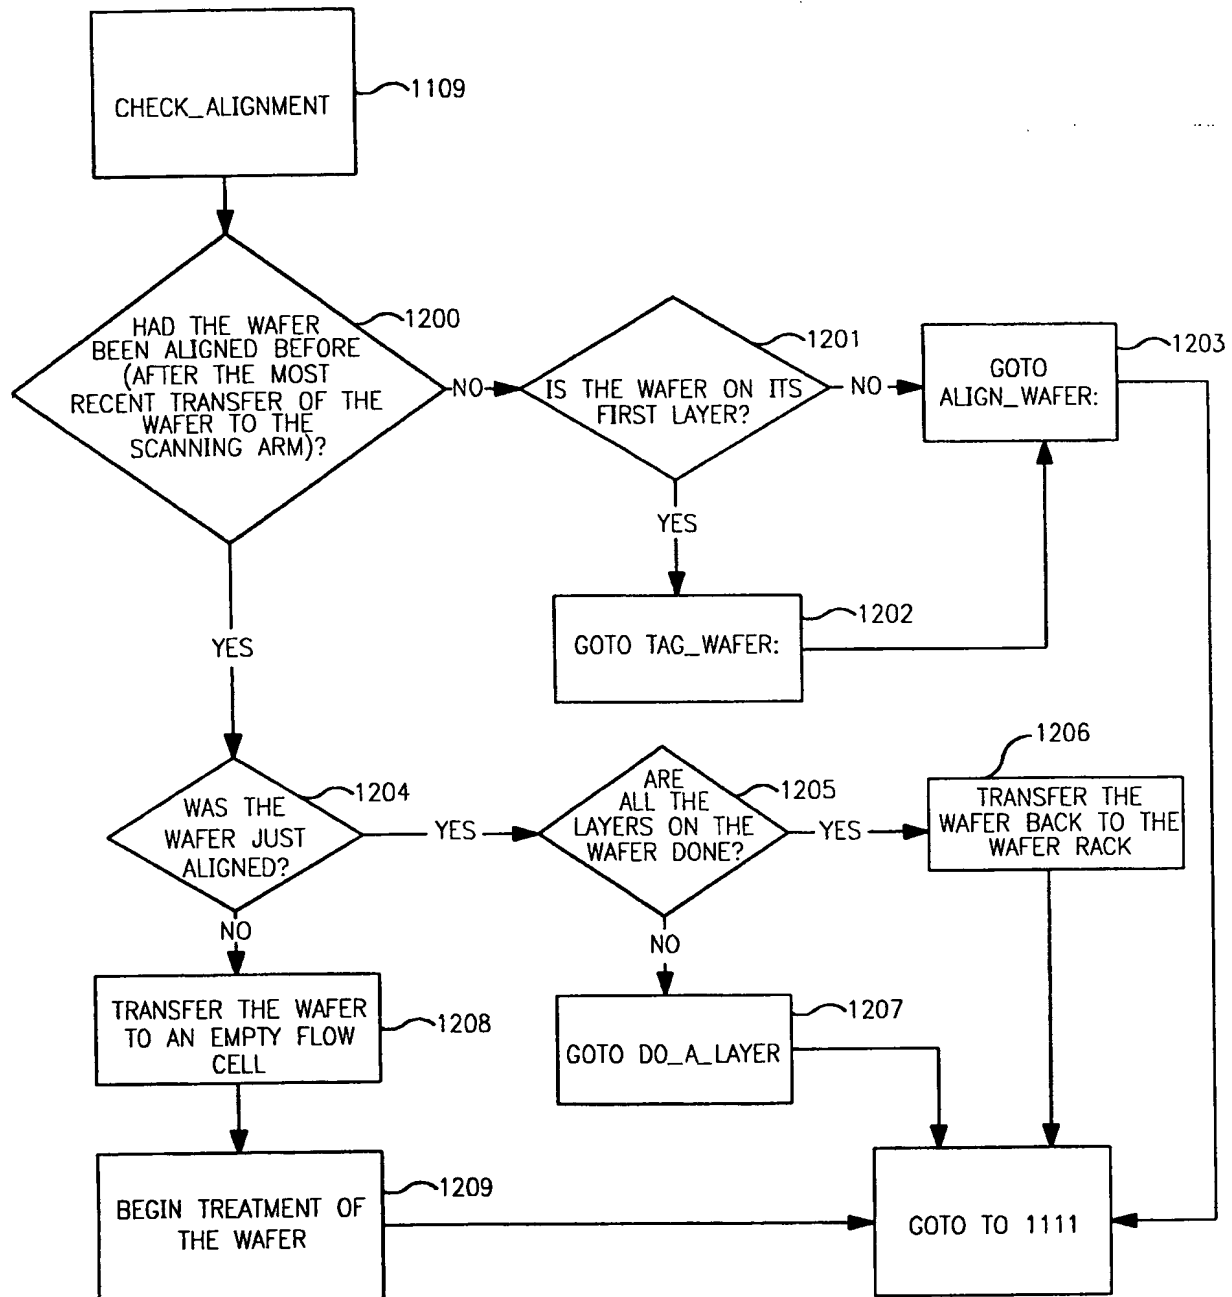 CHECK_ALIGNMENT
1109
HAD THE WAFER
BEEN ALIGNED BEFORE
(AFTER THE MOST
RECENT TRANSFER OF THE
WAFER TO THE
SCANNING ARM)?
1200
NO
IS THE WAFER ON ITS
FIRST LAYER?
1201
NO
GOTO
ALIGN_WAFER:
1203
YES
GOTO TAG_WAFER:
1202
YES
WAS THE
WAFER JUST
ALIGNED?
1204
YES
ARE
ALL THE
LAYERS ON THE
WAFER DONE?
1205
YES
TRANSFER THE
WAFER BACK TO THE
WAFER RACK
1206
NO
NO
TRANSFER THE WAFER
TO AN EMPTY FLOW
CELL
1208
GOTO DO_A_LAYER
1207
BEGIN TREATMENT OF
THE WAFER
1209
GOTO TO 1111